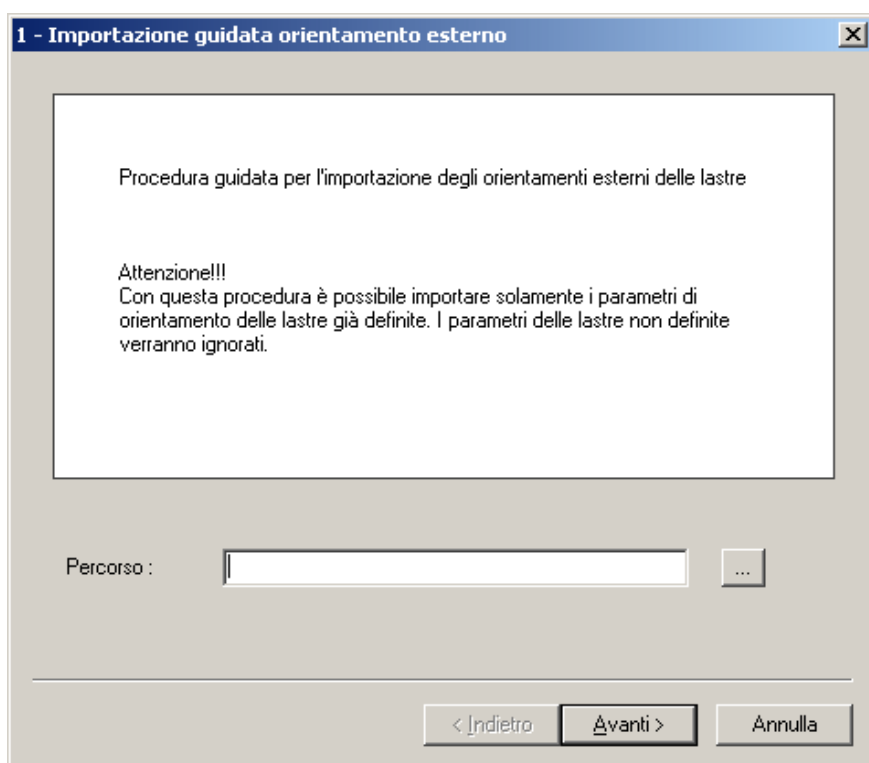 1 - Importazione guidata orientamento esterno
Procedura guidata per l'importazione degli orientamenti esterni delle lastre
Attenzione!!!
Con questa procedura è possibile importare solamente i parametri di
orientamento delle lastre già definite. I parametri delle lastre non definite
verranno ignorati.
Percorso :
...
< Indietro
Avanti >
Annulla